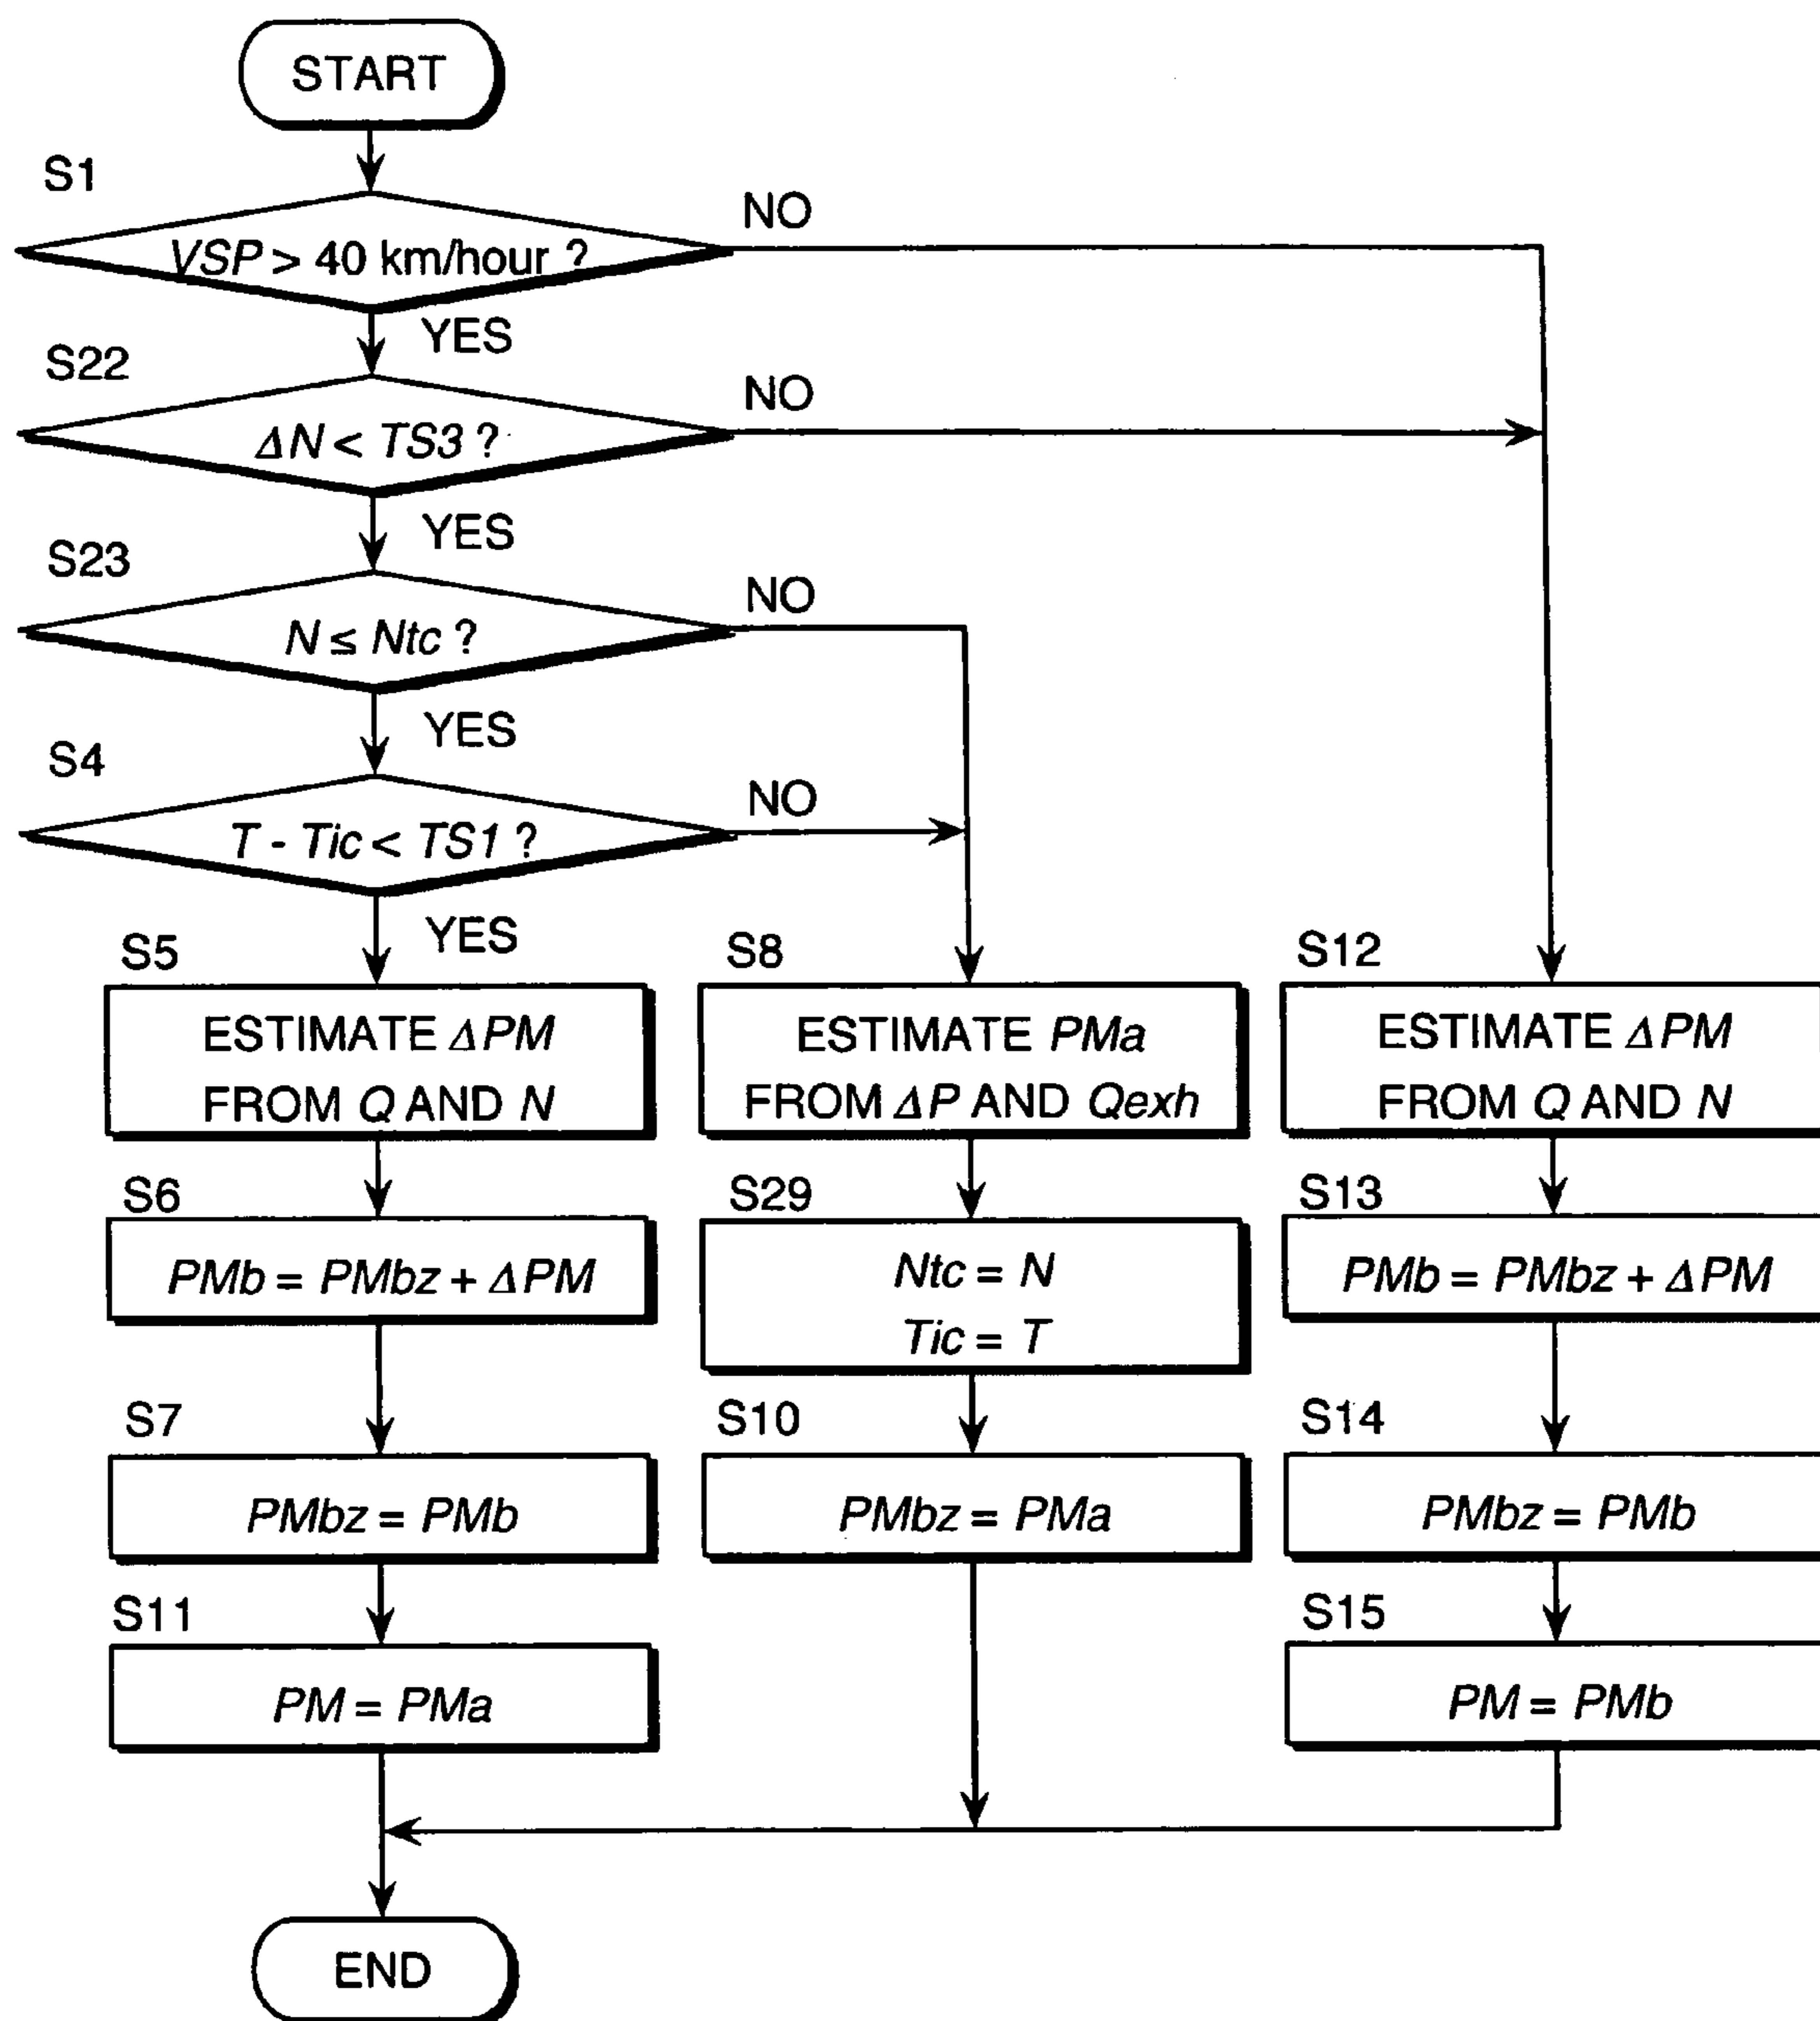 START
S1
VSP > 40 km/hour ?
NO
YES
S22
ΔN < TS3 ?
NO
YES
S23
N ≤ Ntc ?
NO
YES
S4
T - Tic < TS1 ?
NO
YES
S5
ESTIMATE ΔPM
FROM Q AND N
S8
ESTIMATE PMa
FROM ΔP AND Qexh
S12
ESTIMATE ΔPM
FROM Q AND N
S6
PMb = PMbz + ΔPM
S29
Ntc = N
Tic = T
S13
PMb = PMbz + ΔPM
S7
PMbz = PMb
S10
PMbz = PMa
S14
PMbz = PMb
S11
PM = PMa
S15
PM = PMb
END